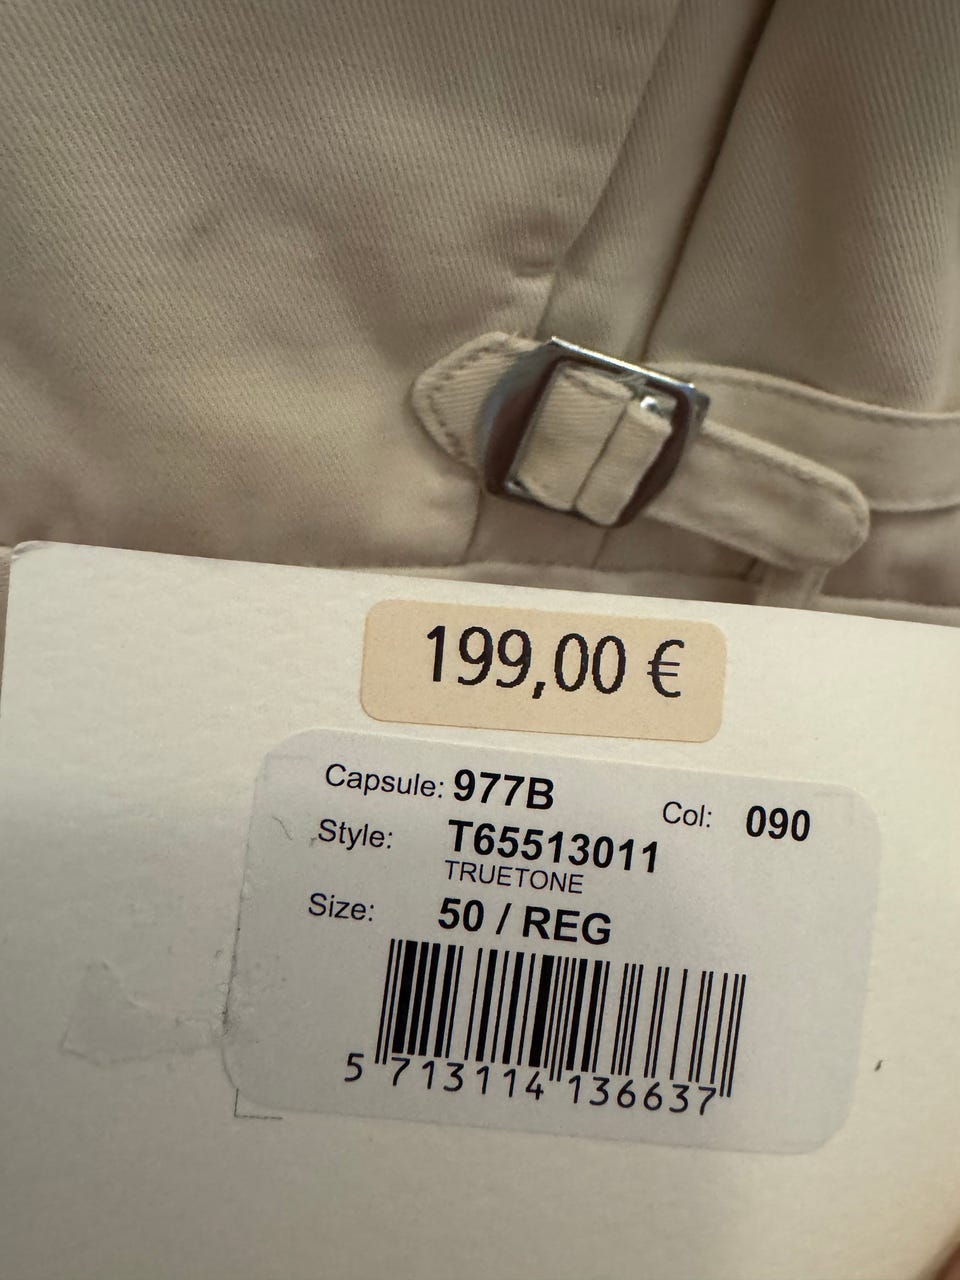 199,00 €
Capsule: 977B Col: 090
Style: T65513011
TRUETONE
Size: 50 / REG
5 713114 136637